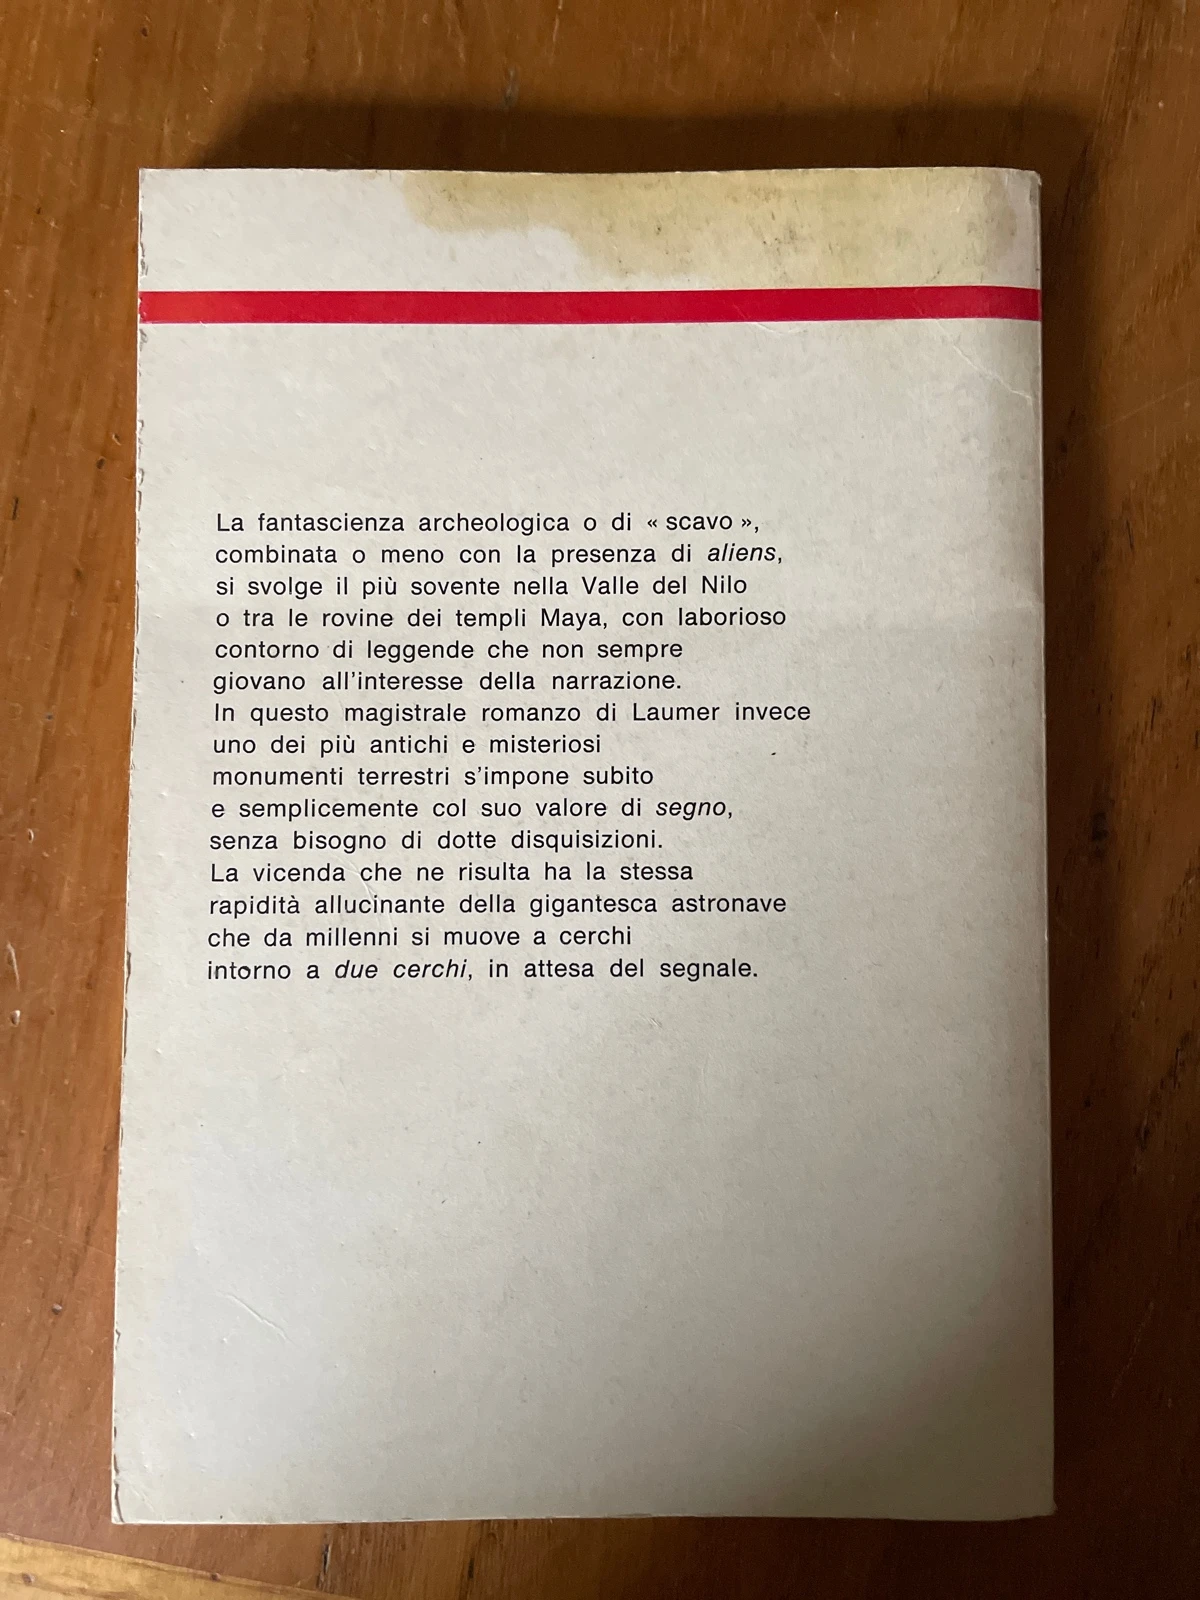 La fantascienza archeologica o di « scavo »,
combinata o meno con la presenza di aliens,
si svolge il più sovente nella Valle del Nilo
o tra le rovine dei templi Maya, con laborioso
contorno di leggende che non sempre
giovano all'interesse della narrazione.
In questo magistrale romanzo di Laumer invece
uno dei più antichi e misteriosi
monumenti terrestri s'impone subito
e semplicemente col suo valore di segno,
senza bisogno di dotte disquisizioni.
La vicenda che ne risulta ha la stessa
rapidità allucinante della gigantesca astronave
che da millenni si muove a cerchi
intorno a due cerchi, in attesa del segnale.